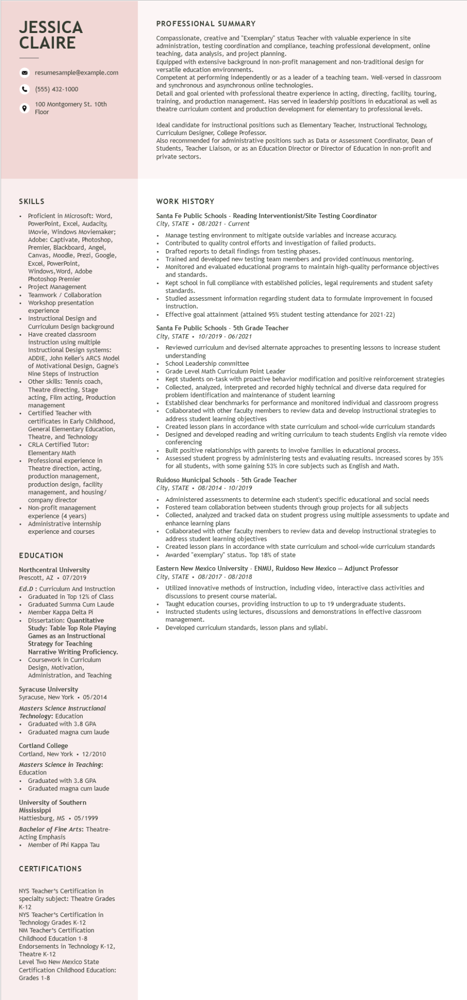 JESSICA
CLAIRE
resumesample@example.com
(555) 432-1000
100 Montgomery St. 10th
Floor
PROFESSIONAL SUMMARY
Compassionate, creative and "Exemplary" status Teacher with valuable experience in site
administration, testing coordination and compliance, teaching professional development, online
teaching, data analysis, and project planning.
Equipped with extensive background in non-profit management and non-traditional design for
versatile education environments.
Competent at performing independently or as a leader of a teaching team. Well-versed in classroom
and synchronous and asynchronous online technologies.
Detail and goal oriented with professional theatre experience in acting, directing, facility, touring,
training, and production management. Has served in leadership positions in educational as well as
theatre curriculum content and production development for elementary to professional levels.
Ideal candidate for instructional positions such as Elementary Teacher, Instructional Technology,
Curriculum Designer, College Professor.
Also recommended for administrative positions such as Data or Assessment Coordinator, Dean of
Students, Teacher Liaison, or as an Education Director or Director of Education in non-profit and
private sectors.
SKILLS
• Proficient in Microsoft: Word,
PowerPoint, Excel, Audacity,
IMovie, Windows Moviemaker;
Adobe: Captivate, Photoshop,
Premier, Blackboard, Angel,
Canvas, Moodle, Prezi, Google,
Excel, PowerPoint,
Windows,Word, Adobe
Photoshop Premier
• Project Management
• Teamwork / Collaboration
• Workshop presentation
experience
• Instructional Design and
Curriculum Design background
• Have created classroom
instruction using multiple
Instructional Design systems:
ADDIE, John Keller's ARCS Model
of Motivational Design, Gagne's
Nine Steps of Instruction
• Other skills: Tennis coach,
Theatre directing, Stage
acting, Film acting, Production
management
• Certified Teacher with
certificates in Early Childhood,
General Elementary Education,
Theatre, and Technology
• CRLA Certified Tutor:
Elementary Math
• Professional experience in
Theatre direction, acting,
production management,
production design, facility
management, and housing/
company director
• Non-profit management
experience (4 years)
• Administrative internship
experience and courses
EDUCATION
Northcentral University
Prescott, AZ • 07/2019
Ed.D : Curriculum And Instruction
• Graduated in Top 12% of Class
• Graduated Summa Cum Laude
• Member Kappa Delta Pi
• Dissertation: Quantitative
Study: Table Top Role Playing
Games as an Instructional
Strategy for Teaching
Narrative Writing Proficiency.
• Coursework in Curriculum
Design, Motivation,
Administration, and Teaching
Syracuse University
Syracuse, New York • 05/2014
Masters Science Instructional
Technology: Education
• Graduated with 3.8 GPA
• Graduated magna cum laude
Cortland College
Cortland, New York • 12/2010
Masters Science in Teaching:
Education
• Graduated with 3.8 GPA
• Graduated magna cum laude
University of Southern
Mississippi
Hattiesburg, MS • 05/1999
Bachelor of Fine Arts: Theatre-
Acting Emphasis
• Member of Phi Kappa Tau
CERTIFICATIONS
NYS Teacher’s Certification in
specialty subject: Theatre Grades
K-12
NYS Teacher’s Certification in
Technology Grades K-12
NM Teacher’s Certification
Childhood Education 1-8
Endorsements in Technology K-12,
Theatre K-12
Level Two New Mexico State
Certification Childhood Education:
Grades 1-8
WORK HISTORY
Santa Fe Public Schools - Reading Interventionist/Site Testing Coordinator
City, STATE • 08/2021 - Current
• Manage testing environment to mitigate outside variables and increase accuracy.
• Contributed to quality control efforts and investigation of failed products.
• Drafted reports to detail findings from testing phases.
• Trained and developed new testing team members and provided continuous mentoring.
• Monitored and evaluated educational programs to maintain high-quality performance objectives
and standards.
• Kept school in full compliance with established policies, legal requirements and student safety
standards.
• Studied assessment information regarding student data to formulate improvement in focused
instruction.
• Effective goal attainment (attained 95% student testing attendance for 2021-22)
Santa Fe Public Schools - 5th Grade Teacher
City, STATE • 10/2019 - 06/2021
• Reviewed curriculum and devised alternate approaches to presenting lessons to increase student
understanding
• School Leadership committee
• Grade Level Math Curriculum Point Leader
• Kept students on-task with proactive behavior modification and positive reinforcement strategies
• Collected, analyzed, interpreted and recorded highly technical and diverse data required for
problem identification and maintenance of student learning
• Established clear benchmarks for performance and monitored individual and classroom progress
• Collaborated with other faculty members to review data and develop instructional strategies to
address student learning objectives
• Created lesson plans in accordance with state curriculum and school-wide curriculum standards
• Designed and developed reading and writing curriculum to teach students English via remote video
conferencing
• Built positive relationships with parents to involve families in educational process.
• Assessed student progress by administering tests and evaluating results. Increased scores by 35%
for all students, with some gaining 53% in core subjects such as English and Math.
Ruidoso Municipal Schools - 5th Grade Teacher
City, STATE • 08/2014 - 10/2019
• Administered assessments to determine each student's specific educational and social needs
• Fostered team collaboration between students through group projects for all subjects
• Collected, analyzed and tracked data on student progress using multiple assessments to update and
enhance learning plans
• Collaborated with other faculty members to review data and develop instructional strategies to
address student learning objectives
• Created lesson plans in accordance with state curriculum and school-wide curriculum standards
• Awarded "exemplary" status. Top 18% of state
Eastern New Mexico University - ENMU, Ruidoso New Mexico — Adjunct Professor
City, STATE • 08/2017 - 08/2018
• Utilized innovative methods of instruction, including video, interactive class activities and
discussions to present course material.
• Taught education courses, providing instruction to up to 19 undergraduate students.
• Instructed students using lectures, discussions and demonstrations in effective classroom
management.
• Developed curriculum standards, lesson plans and syllabi.